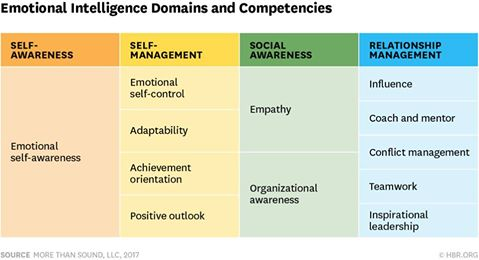 Emotional Intelligence Domains and Competencies
SELF-
AWARENESS
SELF-
MANAGEMENT
SOCIAL
AWARENESS
RELATIONSHIP
MANAGEMENT
Emotional
self-awareness
Emotional
self-control
Adaptability
Achievement
orientation
Positive outlook
Empathy
Organizational
awareness
Influence
Coach and mentor
Conflict management
Teamwork
Inspirational
leadership
SOURCE MORE THAN SOUND, LLC, 2017
© HBR.ORG